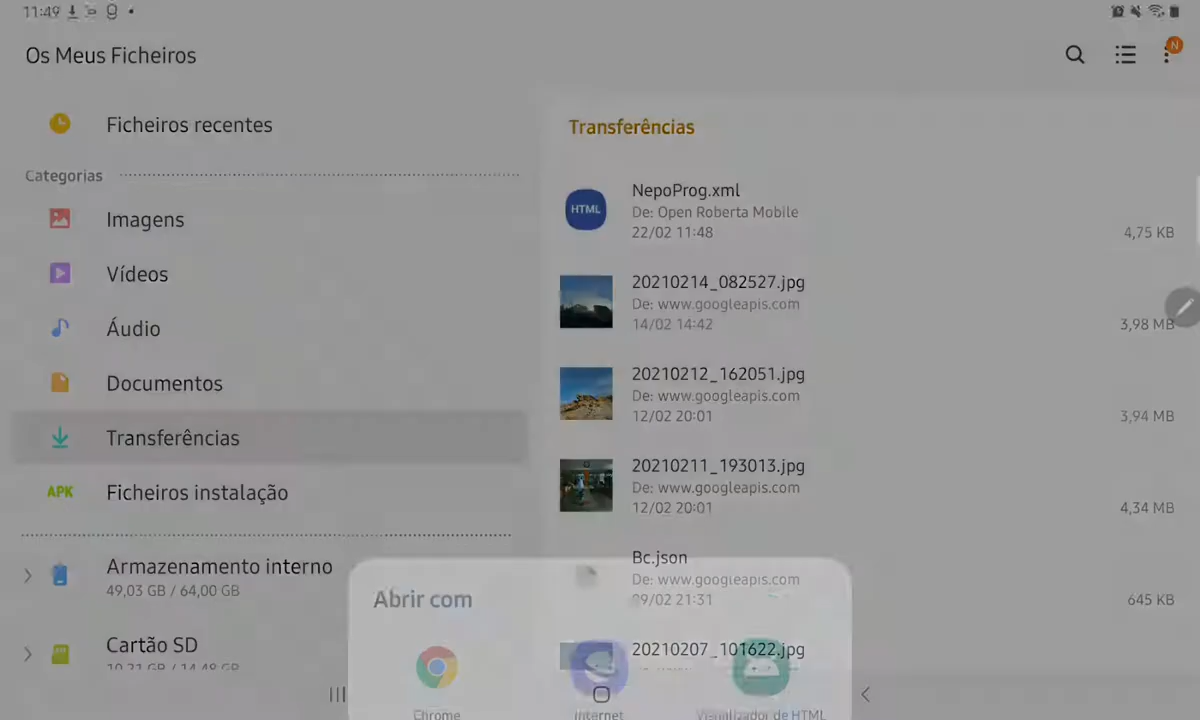 11:49
Os Meus Ficheiros
N
Ficheiros recentes
Categorias
Imagens
Vídeos
Áudio
Documentos
Transferências
APK Ficheiros instalação
Armazenamento interno
49,03 GB / 64,00 GB
Cartão SD
10,71 GB / 14,48 GB
Transferências
HTML
NepoProg.xml
De: Open Roberta Mobile
22/02 11:48
4,75 KB
20210214_082527.jpg
De: www.googleapis.com
14/02 14:42
3,98 MB
20210212_162051.jpg
De: www.googleapis.com
12/02 20:01
3,94 MB
20210211_193013.jpg
De: www.googleapis.com
12/02 20:01
4,34 MB
Bc.json
De: www.googleapis.com
09/02 21:31
645 KB
20210207_101622.jpg
Abrir com
Chrome
Internet
Visualizador de HTML